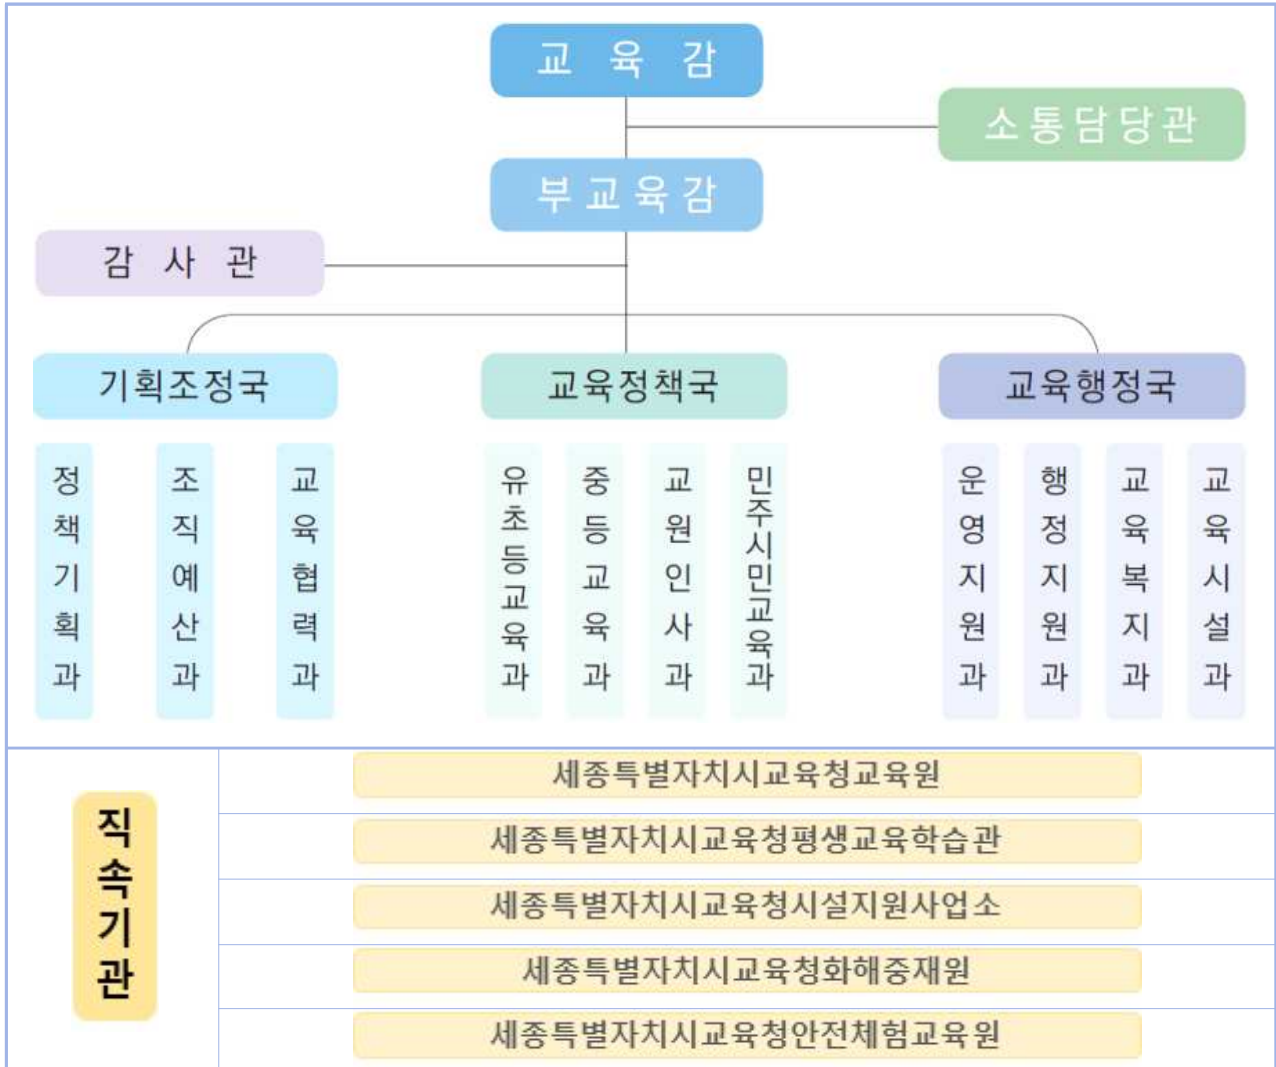 교 육 감
소통담당관
부교육감
감 사 관
기획조정국
교육정책국
교육행정국
정책기획과
조직예산과
교육협력과
유초등교육과
중등교육과
교원인사과
민주시민교육과
운영지원과
행정지원과
교육복지과
교육시설과
직속기관
세종특별자치시교육청교육원
세종특별자치시교육청평생교육학습관
세종특별자치시교육청시설지원사업소
세종특별자치시교육청화해중재원
세종특별자치시교육청안전체험교육원